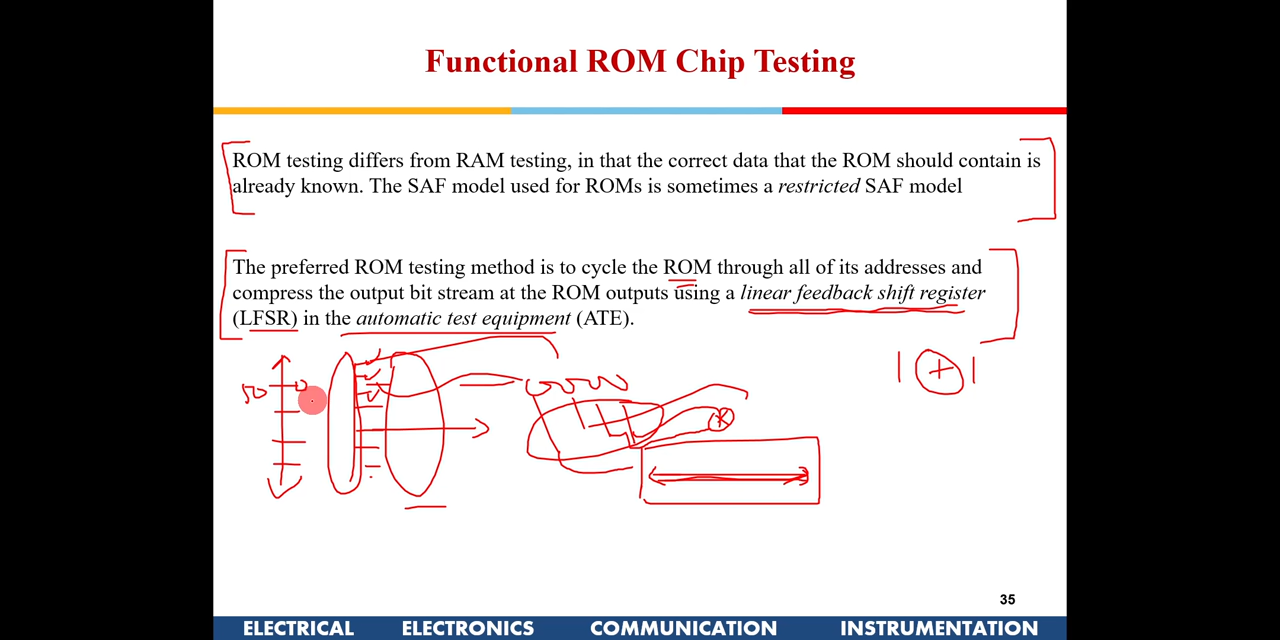 Functional ROM Chip Testing
ROM testing differs from RAM testing, in that the correct data that the ROM should contain is
already known. The SAF model used for ROMs is sometimes a restricted SAF model
The preferred ROM testing method is to cycle the ROM through all of its addresses and
compress the output bit stream at the ROM outputs using a linear feedback shift register
(LFSR) in the automatic test equipment (ATE).
35
ELECTRICAL ELECTRONICS COMMUNICATION INSTRUMENTATION